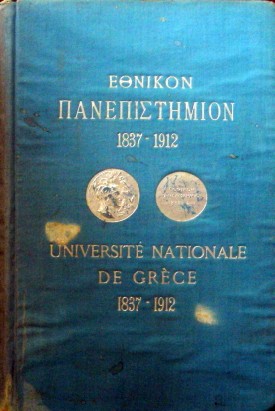 ΕΘΝΙΚΟΝ
ΠΑΝΕΠΙΣΤΗΜΙΟΝ
1837-1912
UNIVERSITÉ NATIONALE
DE GRÈCE
1837-1912